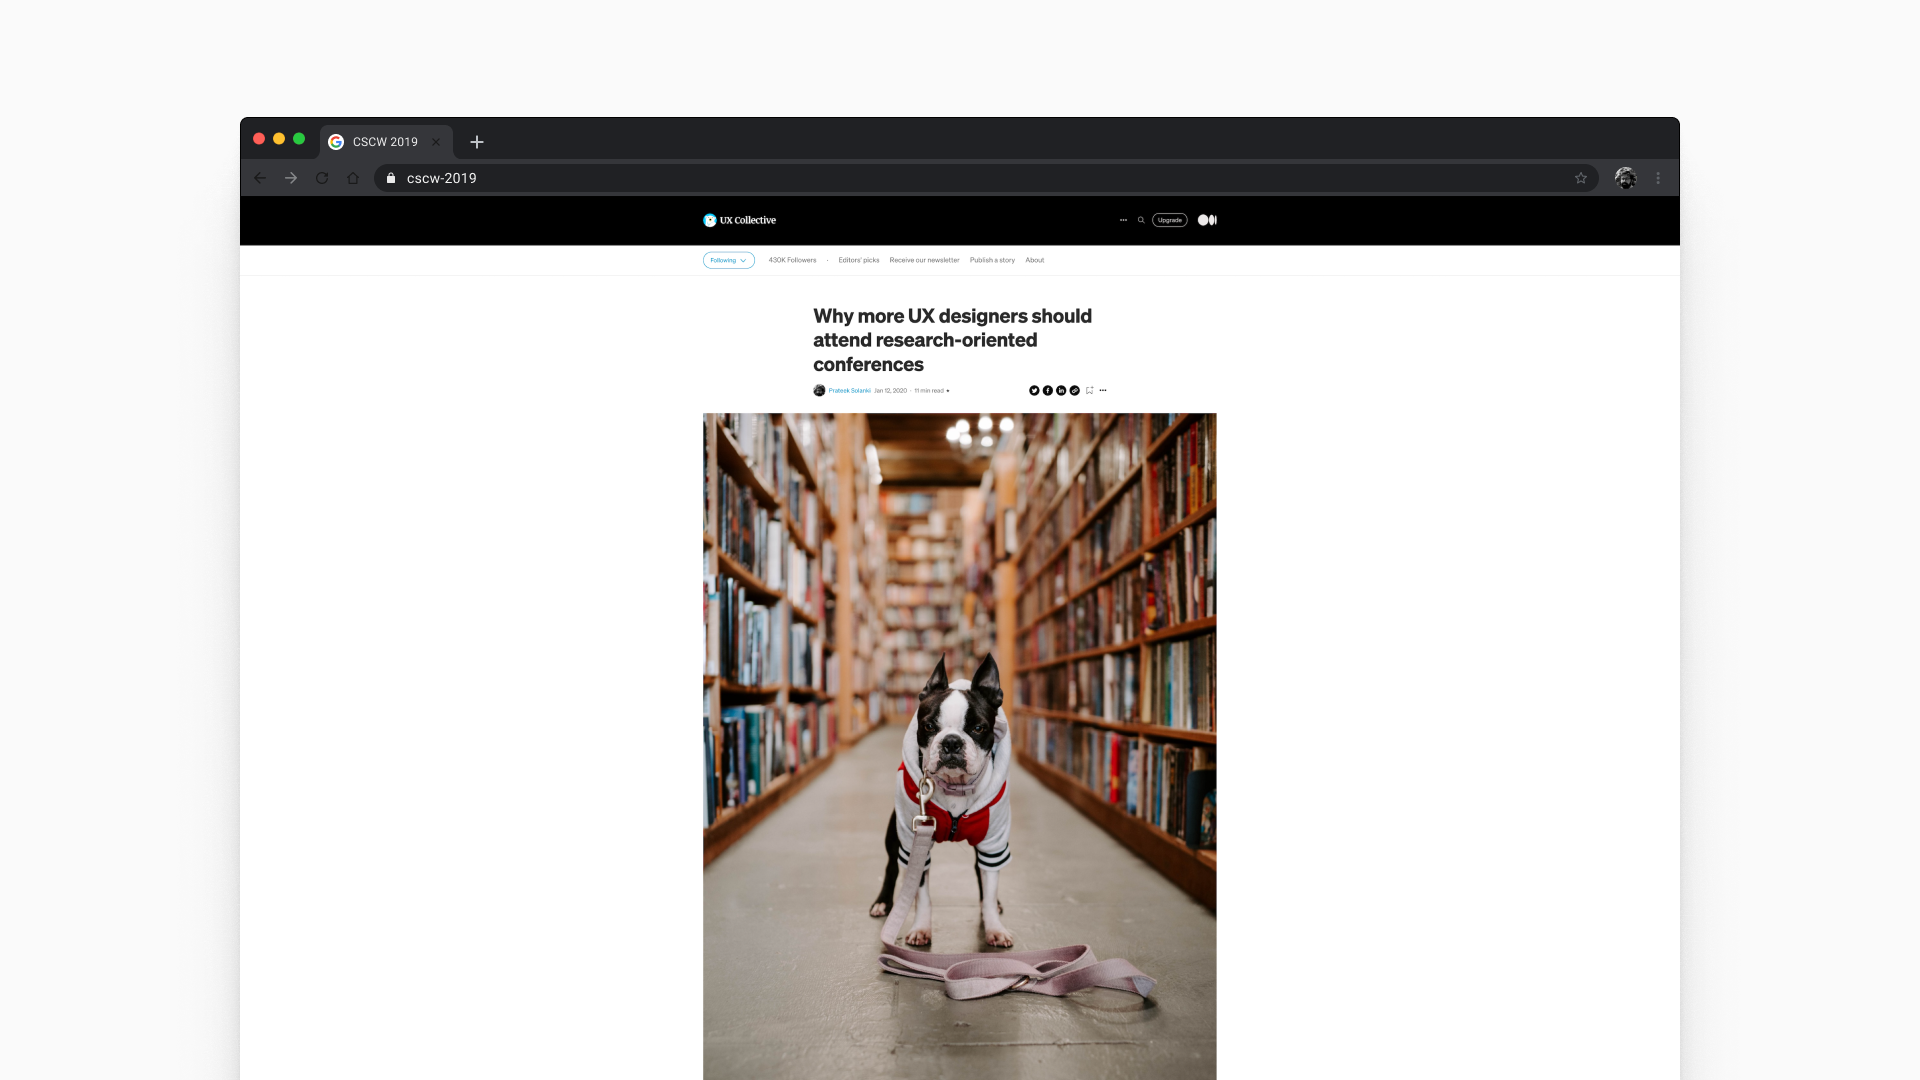 CSCW 2019
cscw-2019
UX Collective
Upgrade
Following
430K Followers · Editors' picks Receive our newsletter Publish a story About
Why more UX designers should
attend research-oriented
conferences
Prateek Solanki Jan 12, 2020 · 11 min read